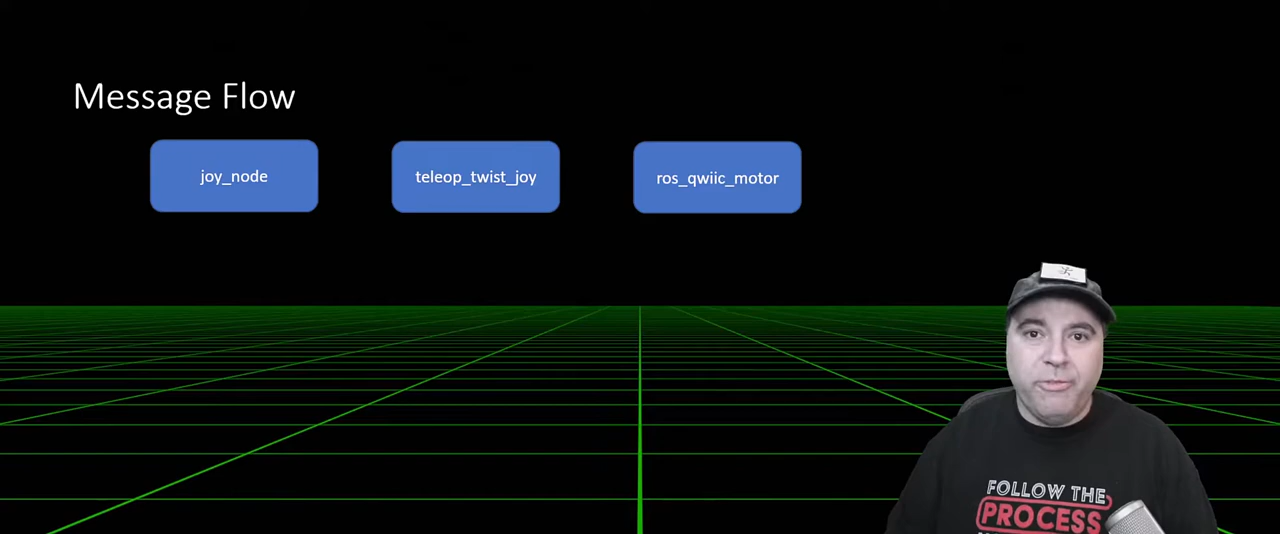 Message Flow
joy_node
teleop_twist_joy
ros_qwiic_motor
FOLLOW THE
PROCESS